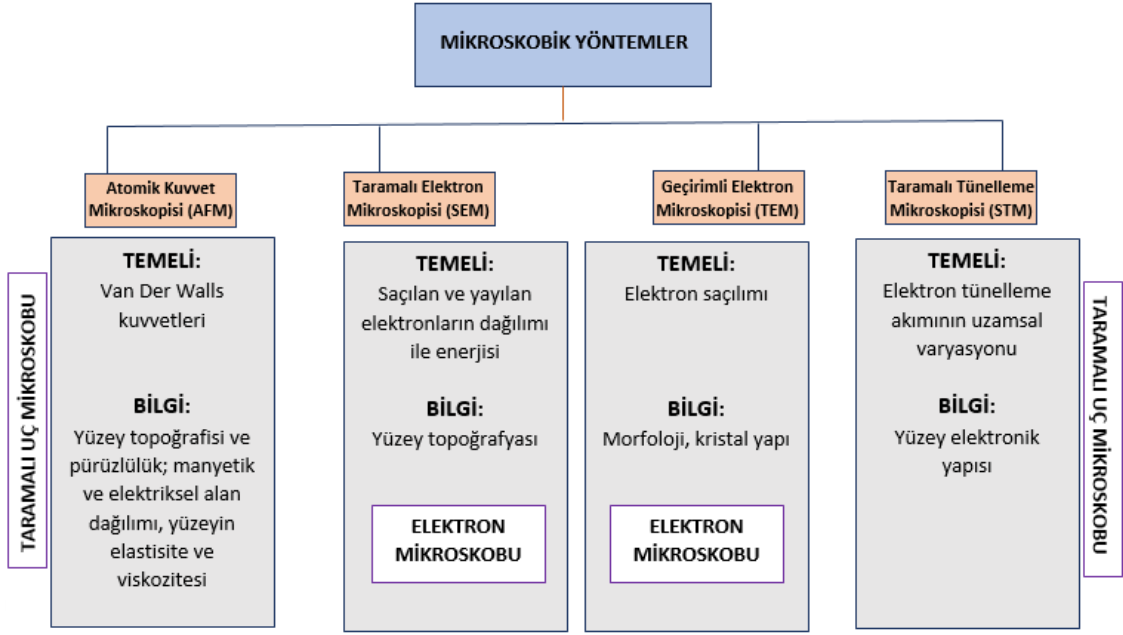 MİKROSKOBİK YÖNTEMLER
Atomik Kuvvet
Mikroskopisi (AFM)
Taramalı Elektron
Mikroskopisi (SEM)
Geçirimli Elektron
Mikroskopisi (TEM)
Taramalı Tünelleme
Mikroskopisi (STM)
TARAMALI UÇ MİKROSKOBU
TEMELİ:
Van Der Walls
kuvvetleri
BİLGİ:
Yüzey topoğrafisi ve
pürüzlülük; manyetik
ve elektriksel alan
dağılımı, yüzeyin
elastisite ve
viskozitesi
TEMELİ:
Saçılan ve yayılan
elektronların dağılımı
ile enerjisi
BİLGİ:
Yüzey topoğrafyası
ELEKTRON
MİKROSKOBU
TEMELİ:
Elektron saçılımı
BİLGİ:
Morfoloji, kristal yapı
ELEKTRON
MİKROSKOBU
TEMELİ:
Elektron tünelleme
akımının uzamsal
varyasyonu
BİLGİ:
Yüzey elektronik
yapısı
TARAMALI UÇ MİKROSKOBU